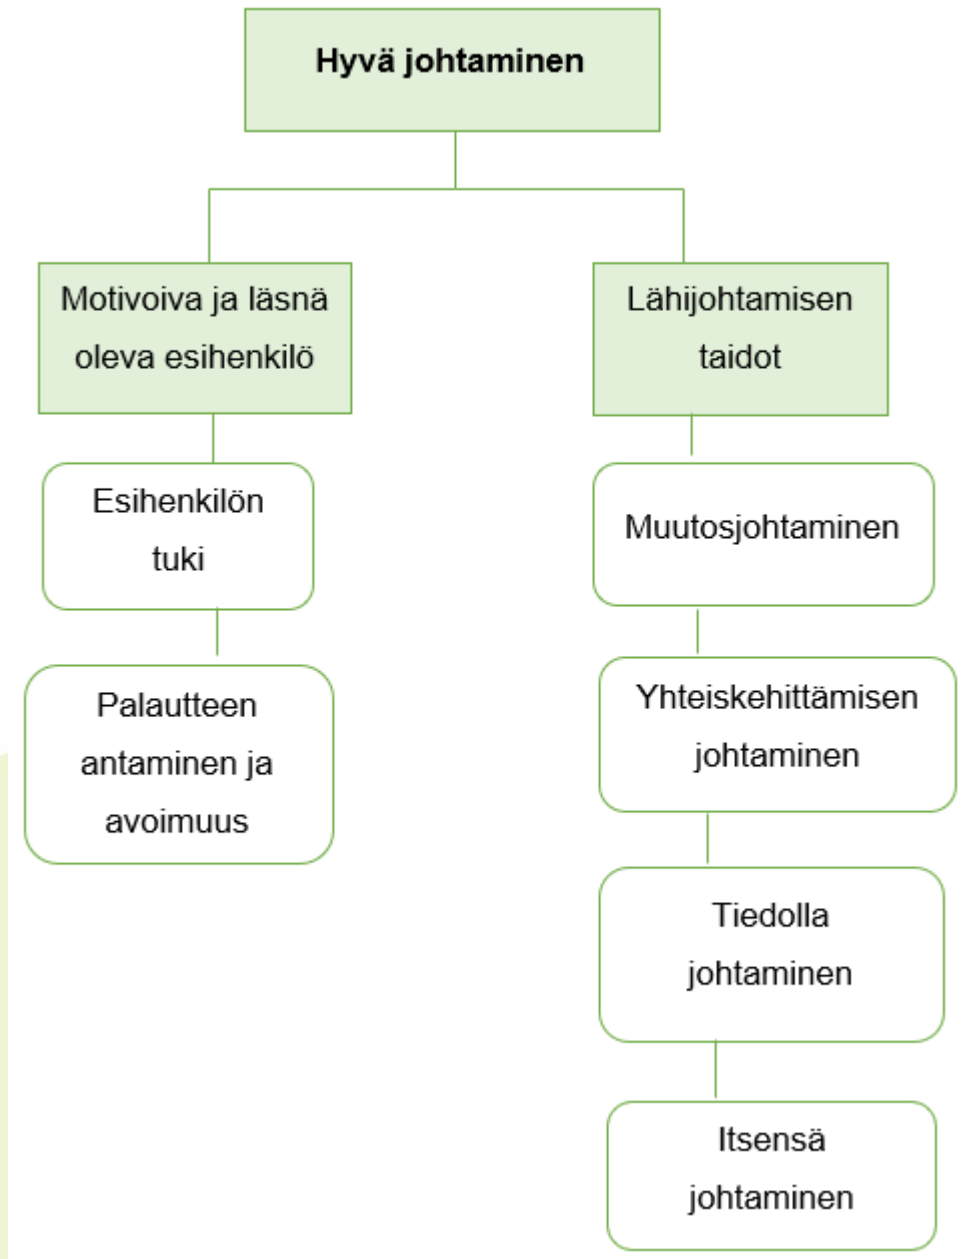 Hyvä johtaminen
Motivoiva ja läsnä
oleva esihenkilö
Esihenkilön
tuki
Palautteen
antaminen ja
avoimuus
Lähijohtamisen
taidot
Muutosjohtaminen
Yhteiskehittämisen
johtaminen
Tiedolla
johtaminen
Itsensä
johtaminen